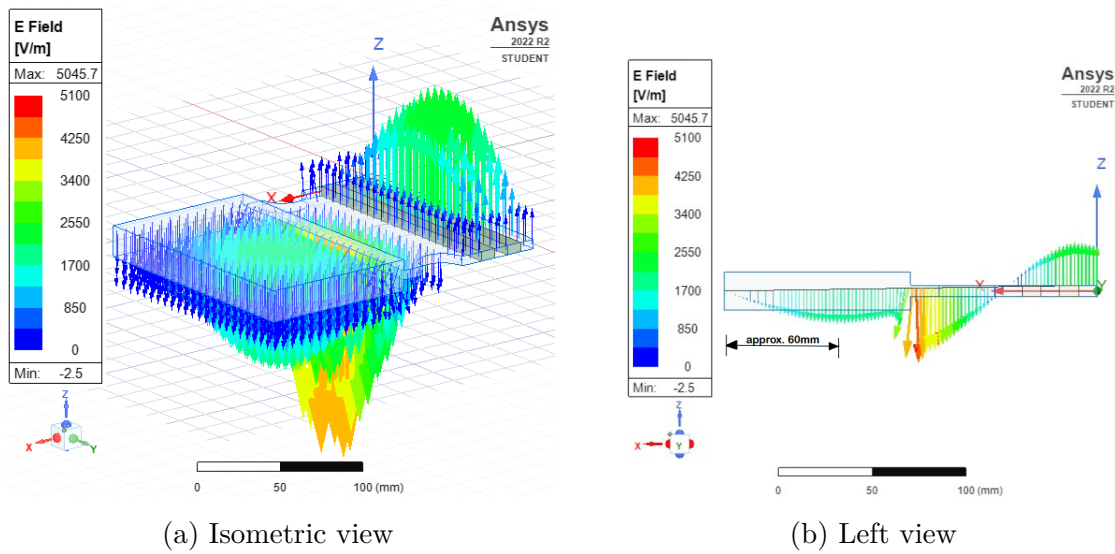 E Field
[V/m]
Max: 5045.7
5100
4250
3400
2550
1700
850
0
Min: -2.5
Ansys
2022 R2
STUDENT
Z
X
Z
X
Y
0
50
100 (mm)
(a) Isometric view
E Field
[V/m]
Max: 5045.7
5100
4250
3400
2550
1700
850
0
Min: -2.5
Ansys
2022 R2
STUDENT
Z
X
Y
approx. 60mm
Z
X
Y
0
50
100 (mm)
(b) Left view